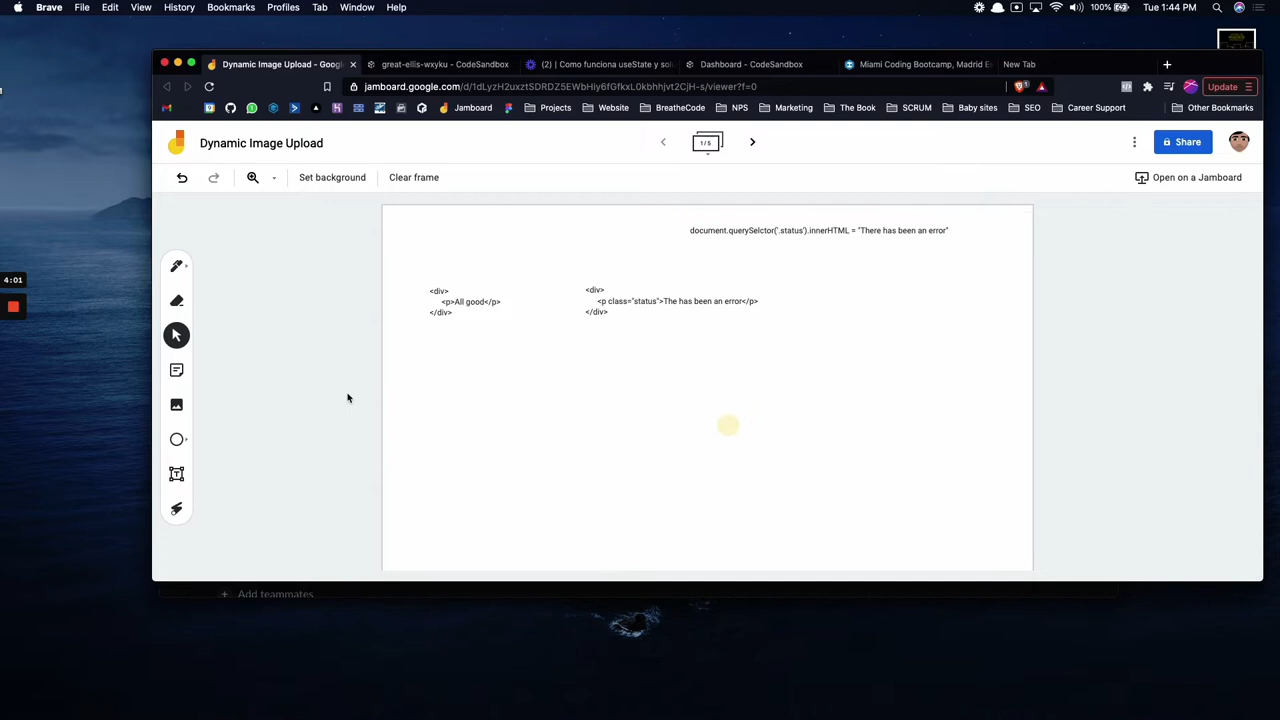 Brave File Edit View History Bookmarks Profiles Tab Window Help 100% Tue 1:44 PM
Dynamic Image Upload - Googl great-ellis-wxyku - CodeSandbox (2) | Como funciona useState y sol Dashboard - CodeSandbox Miami Coding Bootcamp, Madrid E New Tab
jamboard.google.com/d/1dLyzH2uxztSDRDZ5EWbHiy6fGfkxL0kbhhjvt2CjH-s/viewer?f=0 1 Update
Jamboard Projects Website BreatheCode NPS Marketing The Book SCRUM Baby sites SEO Career Support Other Bookmarks
Dynamic Image Upload 1/5 Share
Set background Clear frame Open on a Jamboard
document.querySelctor('.status').innerHTML = "There has been an error"
4:01
<div>
<p>All good</p>
</div>
<div>
<p class="status">The has been an error</p>
</div>
+ Add teammates